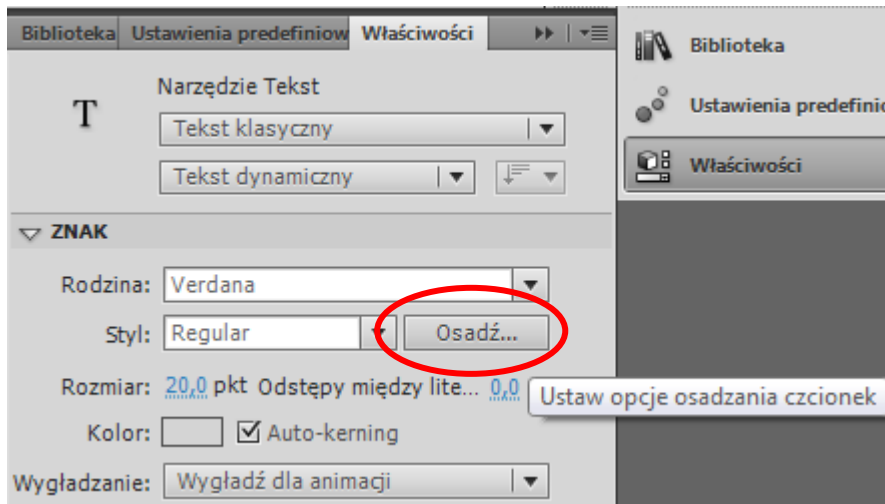 Biblioteka Ustawienia predefiniow Właściwości
Narzędzie Tekst
T
Tekst klasyczny
Tekst dynamiczny
ZNAK
Rodzina: Verdana
Styl: Regular Osadź...
Rozmiar: 20,0 pkt Odstępy między lite... 0,0
Ustaw opcje osadzania czcionek
Kolor: Auto-kerning
Wygładzanie: Wygładź dla animacji
Biblioteka
Ustawienia predefinic
Właściwości